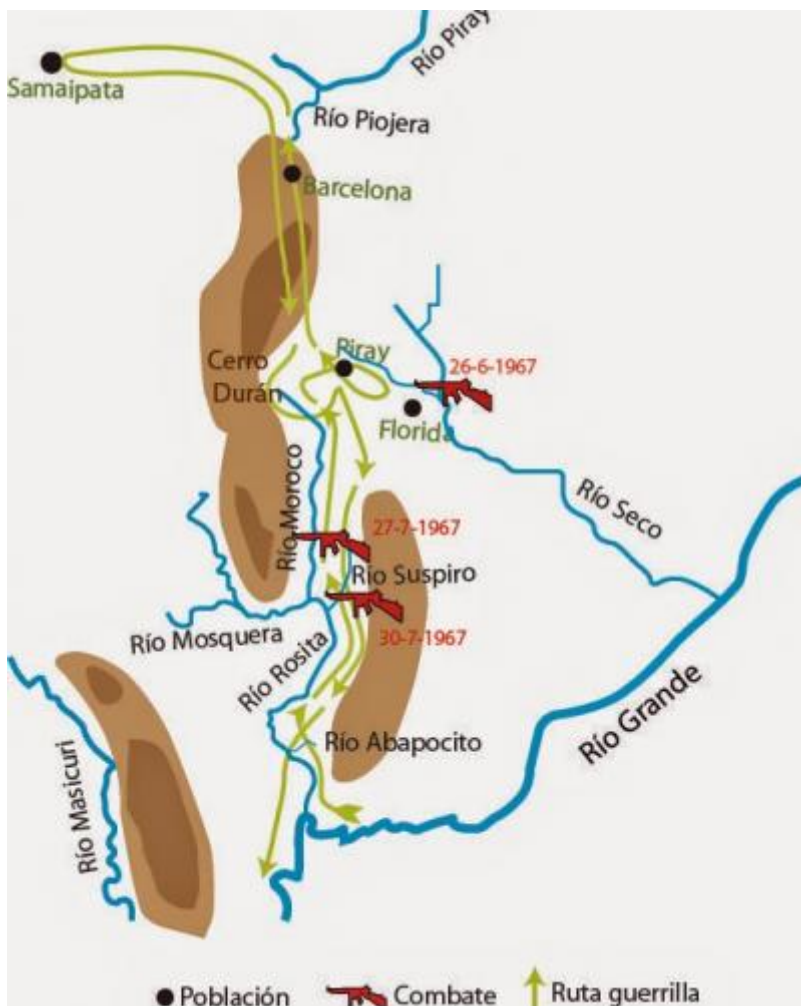 Río Piray
Samaipata
Río Piojera
Barcelona
Piray
26-6-1967
Cerro
Durán
Florida
Río Moroco
Río Seco
27-7-1967
Río Suspiro
Río Mosquera
30-7-1967
Río Rosita
Río Grande
Río Abapocito
Río Masicuri
Población
Combate
Ruta guerrilla